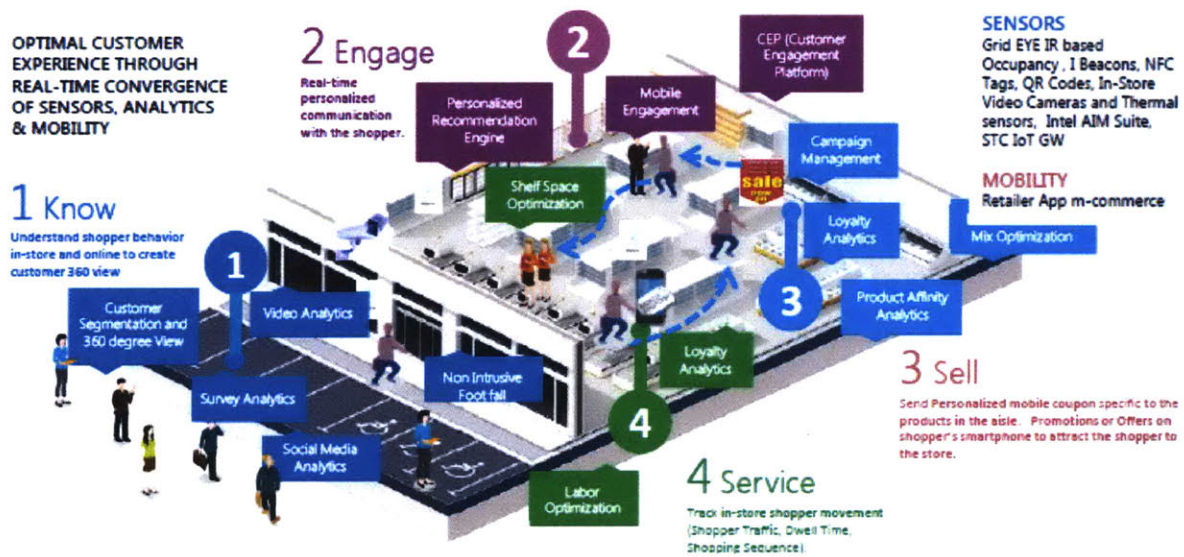 OPTIMAL CUSTOMER
EXPERIENCE THROUGH
REAL-TIME CONVERGENCE
OF SENSORS, ANALYTICS
& MOBILITY
2 Engage
Real-time
personalized
communication
with the shopper.
2
CEP (Customer
Engagement
Platform)
SENSORS
Grid EYE IR based
Occupancy , I Beacons, NFC
Tags, QR Codes, In-Store
Video Cameras and Thermal
sensors, Intel AIM Suite,
STC IoT GW
MOBILITY
Retailer App m-commerce
Personalized
Recommendation
Engine
Mobile
Engagement
Campaign
Management
Shelf Space
Optimization
sale
now
on
Loyalty
Analytics
Mix Optimization
1 Know
Understand shopper behavior
in-store and online to create
customer 360 view
1
3
Product Affinity
Analytics
Customer
Segmentation and
360 degree View
Video Analytics
Loyalty
Analytics
Non Intrusive
Foot fall
Survey Analytics
4
Social Media
Analytics
Labor
Optimization
3 Sell
Send Personalized mobile coupon specific to the
products in the aisle. Promotions or Offers on
shopper's smartphone to attract the shopper to
the store.
4 Service
Track in-store shopper movement
(Shopper Traffic, Dwell Time,
Shopping Sequence).